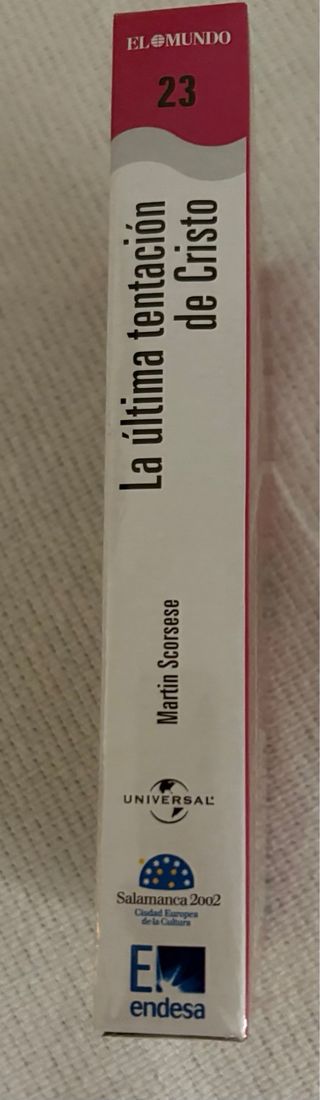 EL MUNDO
23
La última tentación
de Cristo
Martin Scorsese
UNIVERSAL
Salamanca 2002
Ciudad Europea
de la Cultura
E
endesa